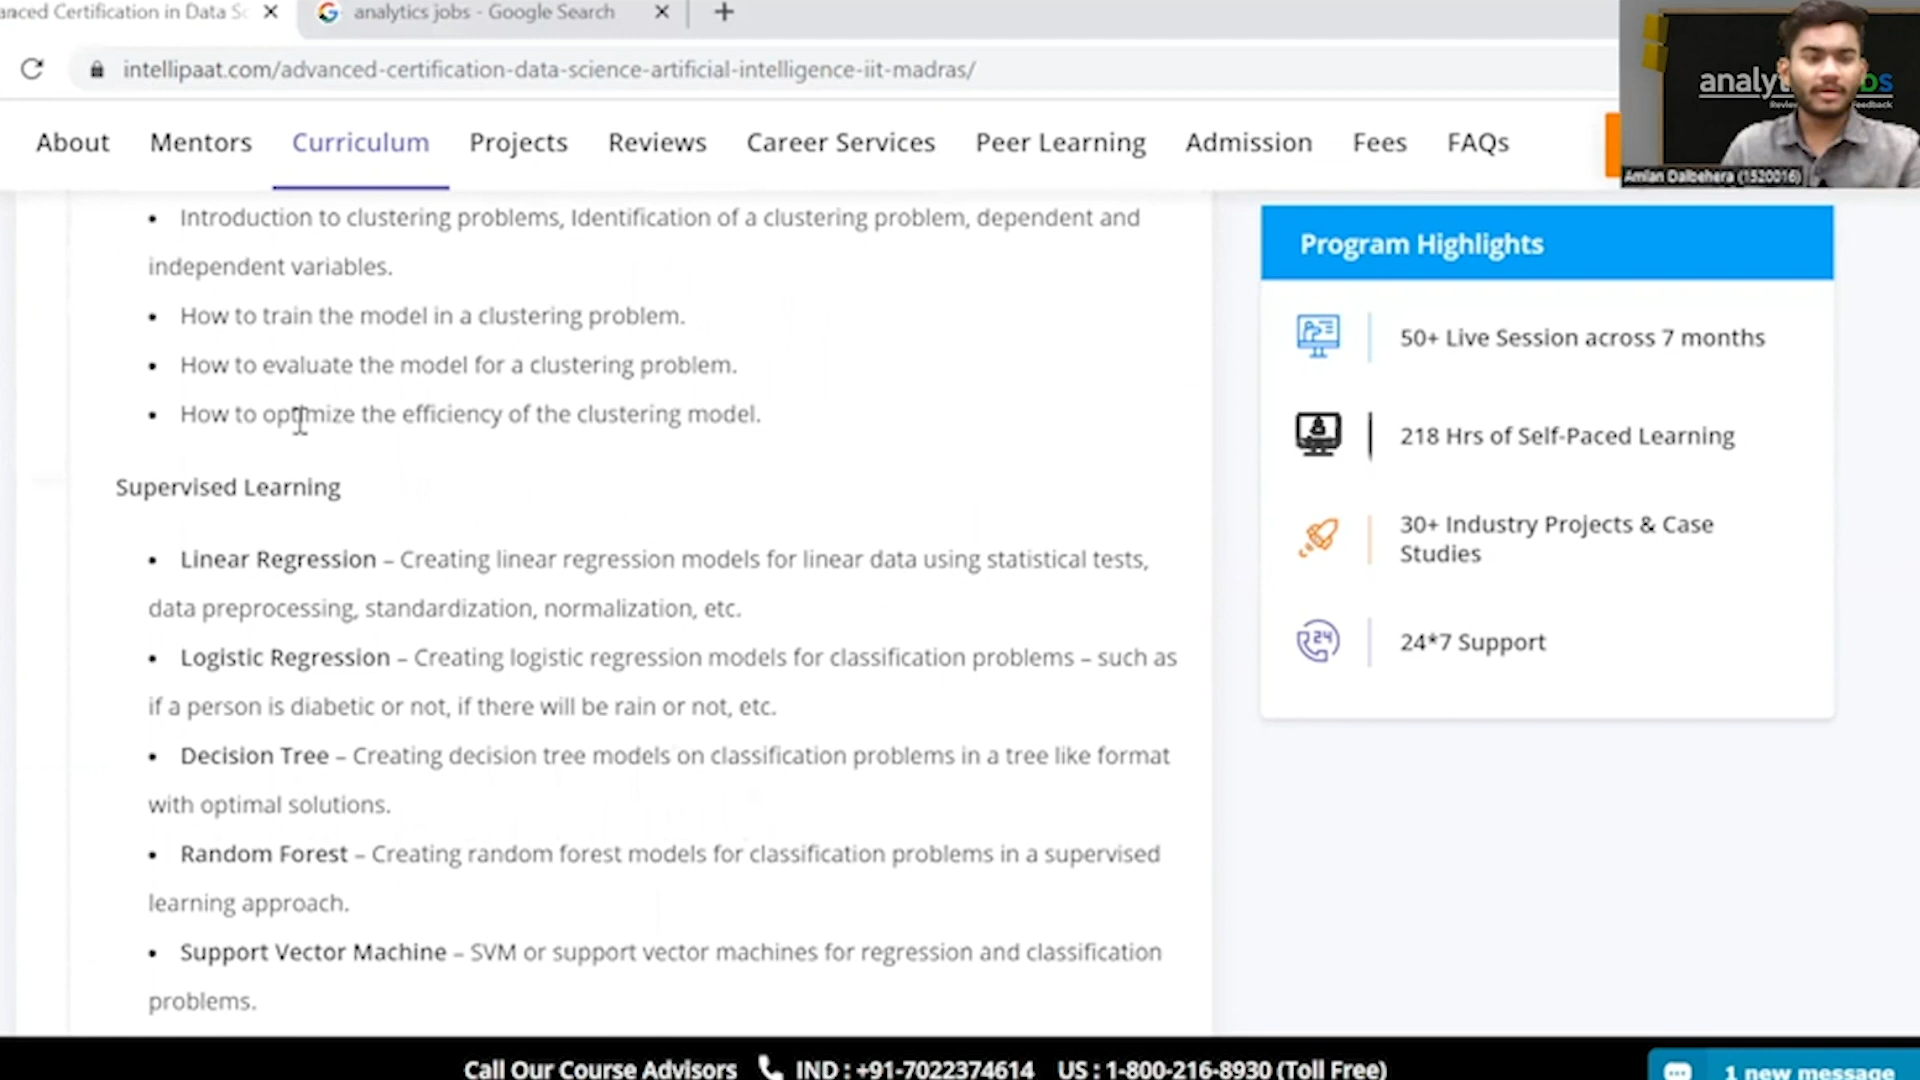 anced Certification in Data Sc
analytics jobs - Google Search
intellipaat.com/advanced-certification-data-science-artificial-intelligence-iit-madras/
About Mentors Curriculum Projects Reviews Career Services Peer Learning Admission Fees FAQs
Amlan Dalbehera (1520016)
• Introduction to clustering problems, Identification of a clustering problem, dependent and
independent variables.
• How to train the model in a clustering problem.
• How to evaluate the model for a clustering problem.
• How to optimize the efficiency of the clustering model.
Supervised Learning
• Linear Regression – Creating linear regression models for linear data using statistical tests,
data preprocessing, standardization, normalization, etc.
• Logistic Regression – Creating logistic regression models for classification problems – such as
if a person is diabetic or not, if there will be rain or not, etc.
• Decision Tree – Creating decision tree models on classification problems in a tree like format
with optimal solutions.
• Random Forest – Creating random forest models for classification problems in a supervised
learning approach.
• Support Vector Machine – SVM or support vector machines for regression and classification
problems.
Program Highlights
50+ Live Session across 7 months
218 Hrs of Self-Paced Learning
30+ Industry Projects & Case
Studies
24
24*7 Support
Call Our Course Advisors IND : +91-7022374614 US : 1-800-216-8930 (Toll Free)
1 new message